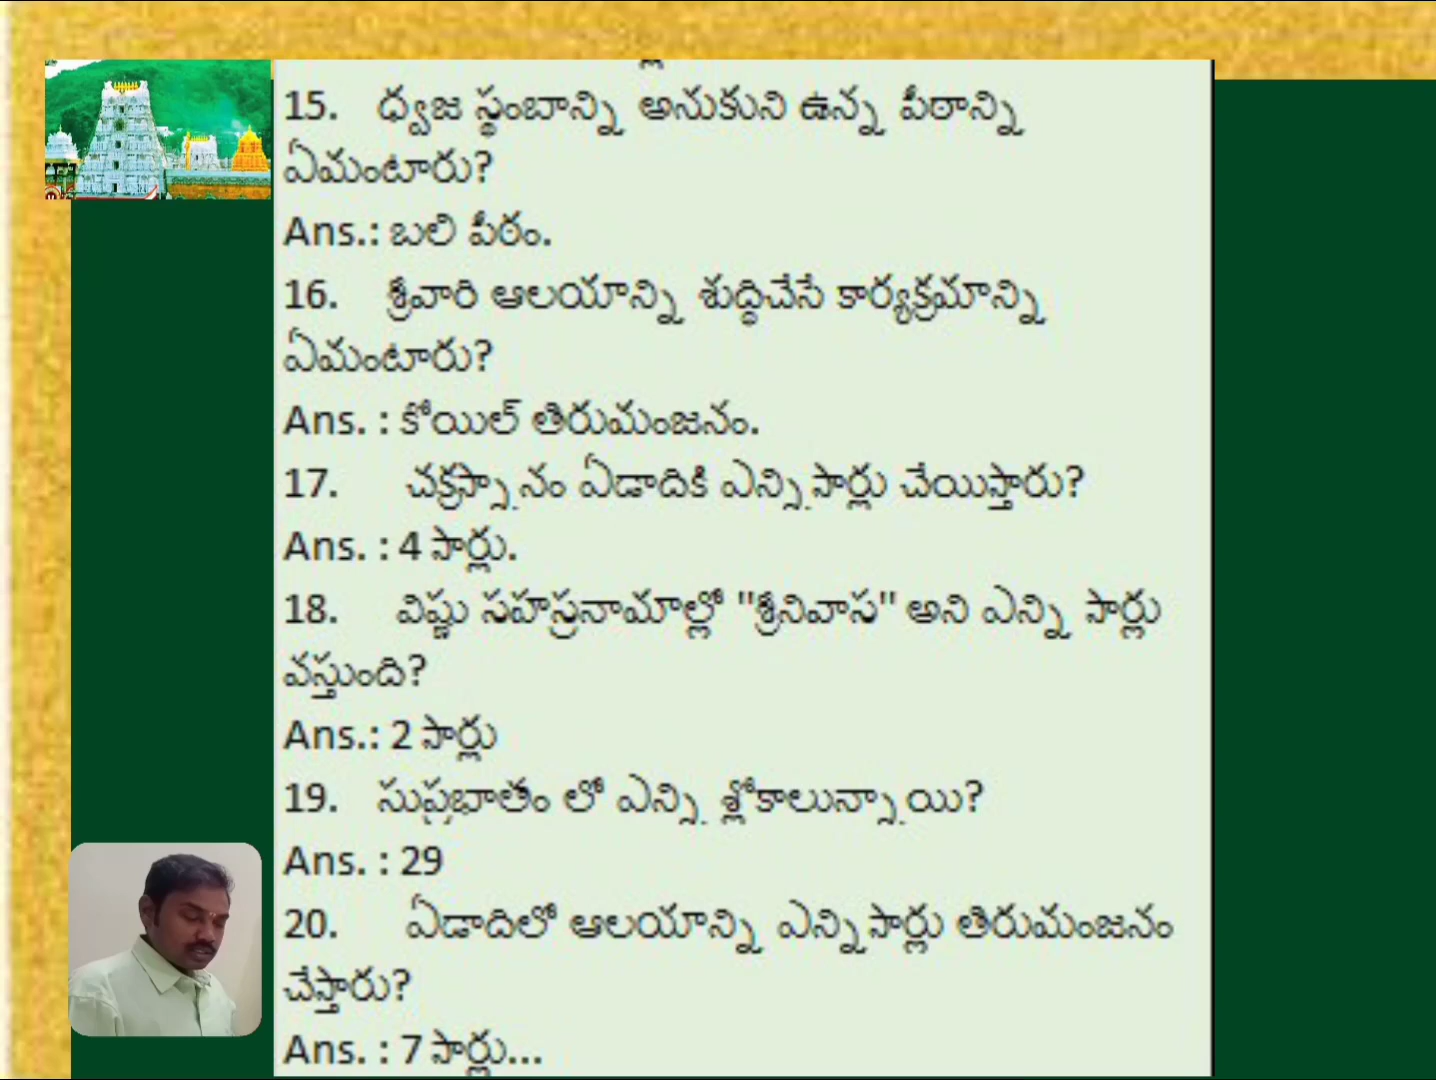 15. ధ్వజ స్థంబాన్ని అనుకుని ఉన్న పీఠాన్ని
ఏమంటారు?
Ans.: బలి పీఠం.
16. శ్రీవారి ఆలయాన్ని శుద్ధిచేసే కార్యక్రమాన్ని
ఏమంటారు?
Ans. : కోయిల్ తిరుమంజనం.
17. చక్రస్నానం ఏడాదికి ఎన్నిసార్లు చేయిస్తారు?
Ans. : 4 సార్లు.
18. విష్ణు సహస్రనామాల్లో "శ్రీనివాస" అని ఎన్ని సార్లు
వస్తుంది?
Ans.: 2 సార్లు
19. సుప్రభాతం లో ఎన్ని శ్లోకాలున్నాయి?
Ans. : 29
20. ఏడాదిలో ఆలయాన్ని ఎన్నిసార్లు తిరుమంజనం
చేస్తారు?
Ans. : 7 సార్లు...